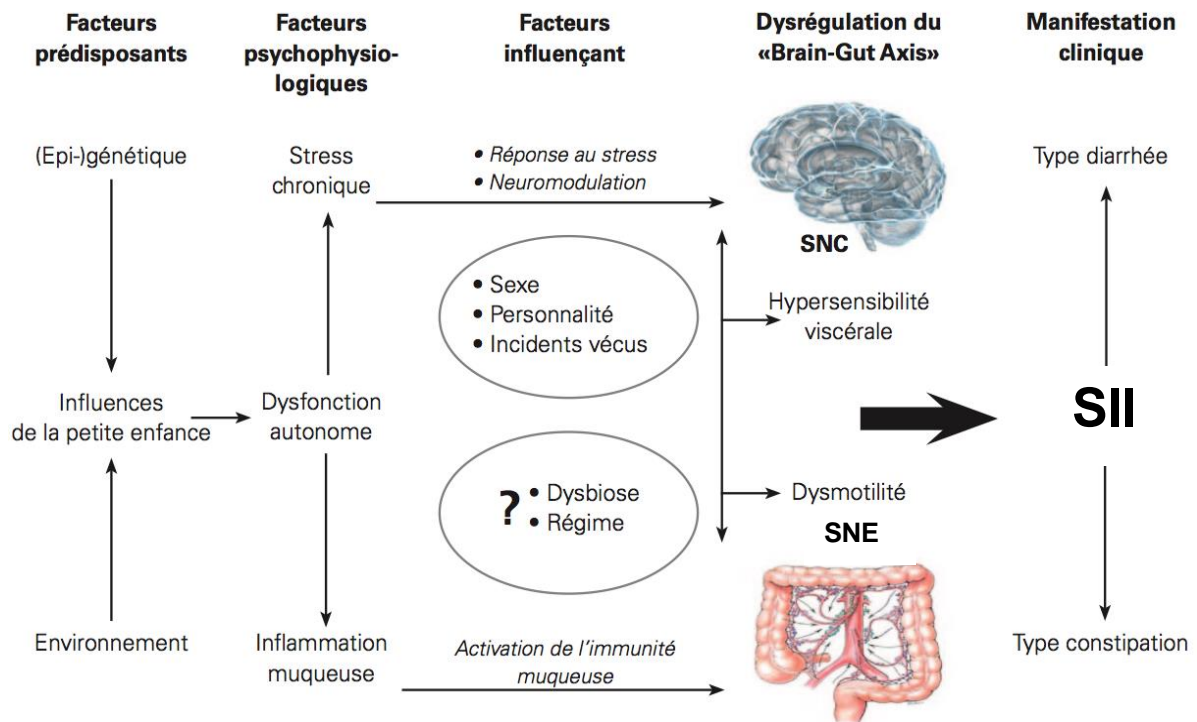 Facteurs
prédisposants
Facteurs
psychophysio-
logiques
Facteurs
influençant
Dysrégulation du
«Brain-Gut Axis»
Manifestation
clinique
(Epi-)génétique
Stress
chronique
• Réponse au stress
• Neuromodulation
SNC
Type diarrhée
• Sexe
• Personnalité
• Incidents vécus
Hypersensibilité
viscérale
Influences
de la petite enfance
Dysfonction
autonome
SII
? • Dysbiose
• Régime
Dysmotilité
SNE
Environnement
Inflammation
muqueuse
Activation de l'immunité
muqueuse
Type constipation